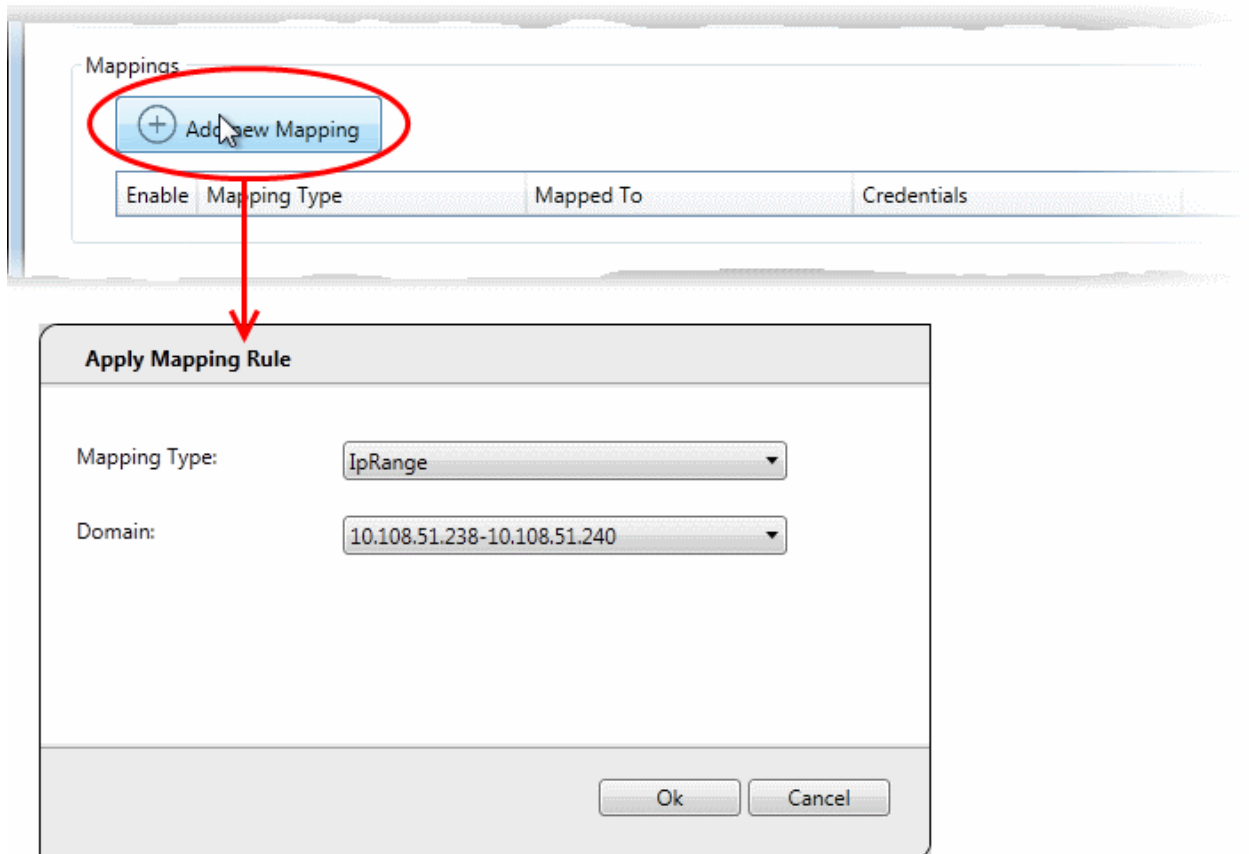 Mappings
Add new Mapping
Enable Mapping Type Mapped To Credentials
Apply Mapping Rule
Mapping Type: IpRange
Domain: 10.108.51.238-10.108.51.240
Ok Cancel